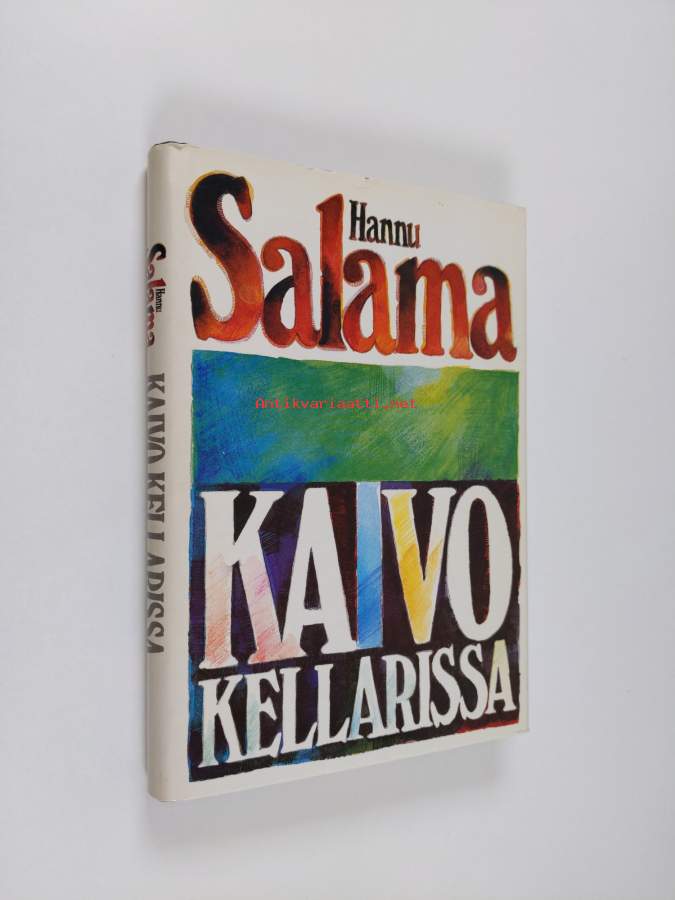 Hannu
Salama
Antikvariaatti.net
KAIVO
KELLARISSA
Hannu
Salama
KAIVO KELLARISSA